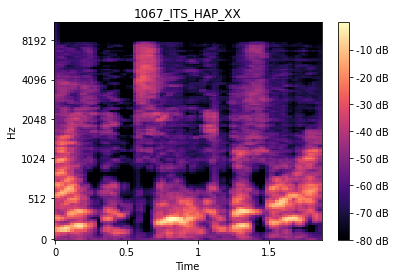 1067_ITS_HAP_XX
8192
4096
2048
1024
512
0
Hz
0
0.5
1
1.5
Time
-10 dB
-20 dB
-30 dB
-40 dB
-50 dB
-60 dB
-70 dB
-80 dB